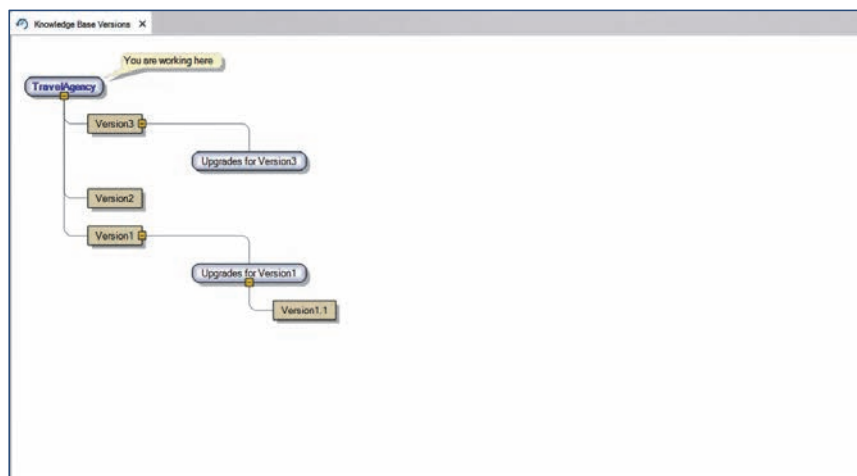 Knowledge Base Versions
You are working here
TravelAgency
Version3
Upgrades for Version3
Version2
Version1
Upgrades for Version1
Version1.1